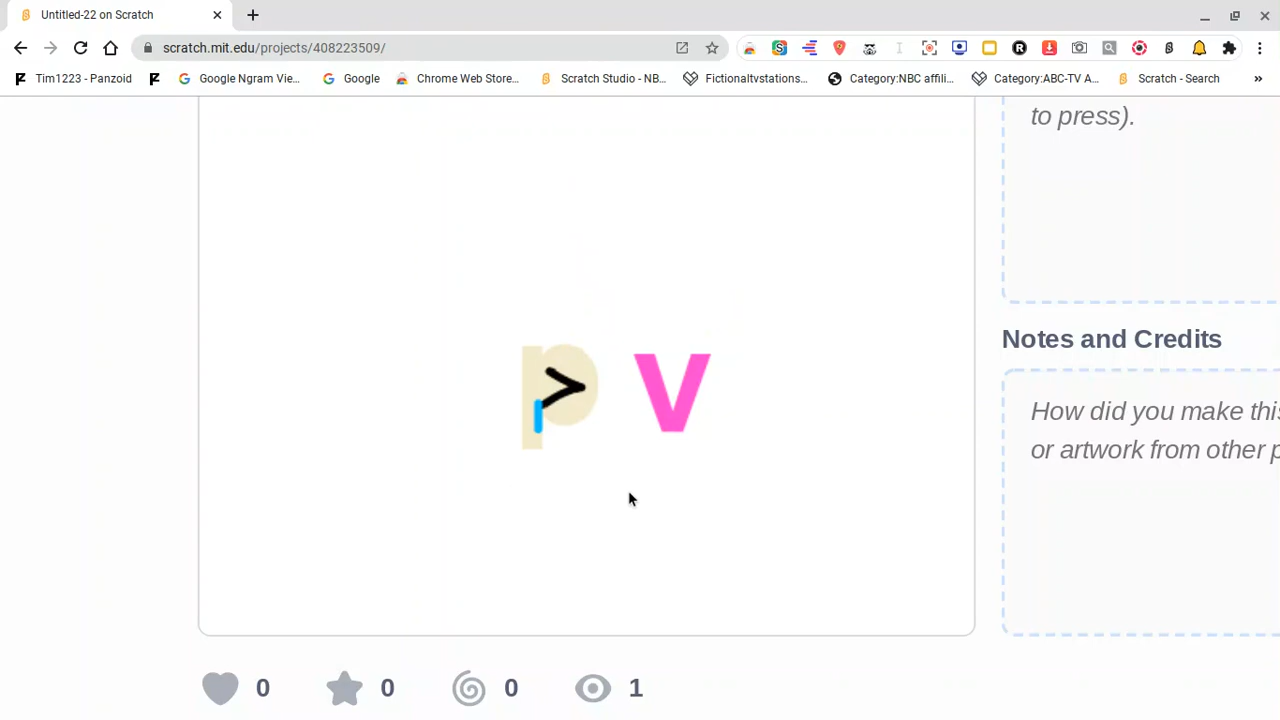 Untitled-22 on Scratch
scratch.mit.edu/projects/408223509/
Tim1223 - Panzoid Google Ngram Vie... Google Chrome Web Store... Scratch Studio - NB... Fictionaltvstations... Category:NBC affili... Category:ABC-TV A... Scratch - Search »
to press).
p v
Notes and Credits
How did you make this
or artwork from other p
0 0 0 1